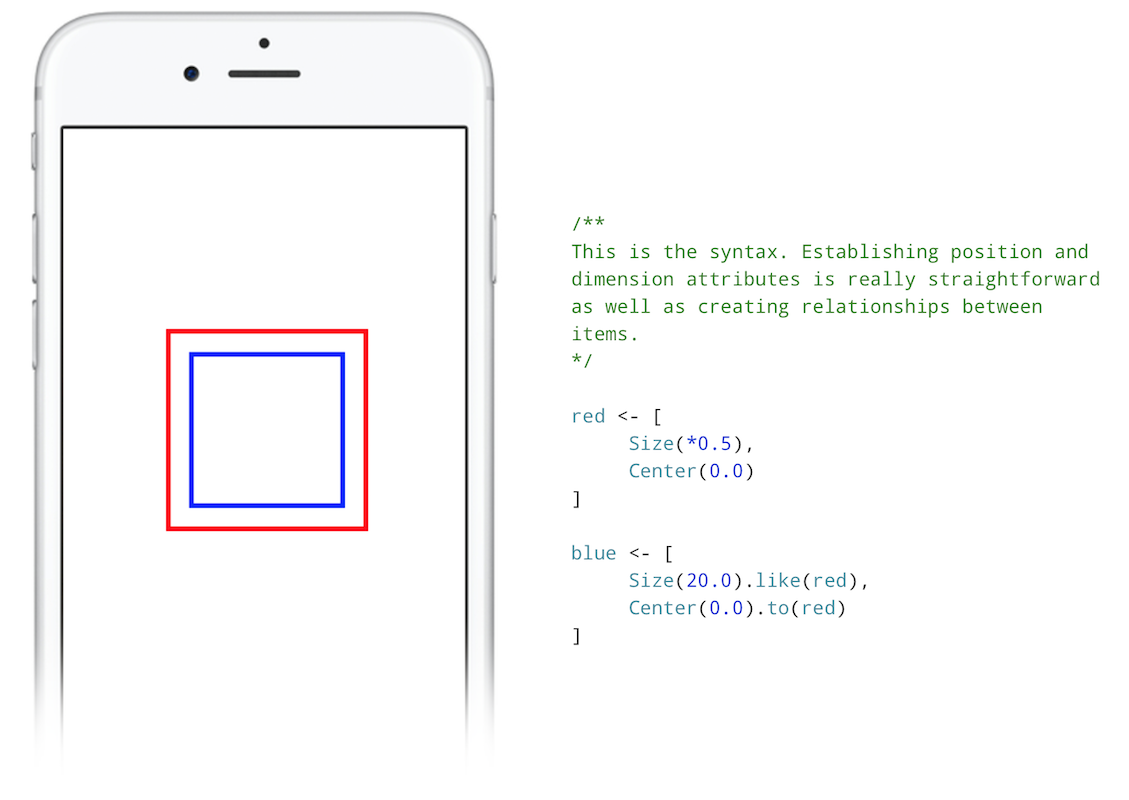 /**
This is the syntax. Establishing position and
dimension attributes is really straightforward
as well as creating relationships between
items.
*/
red <- [
Size(*0.5),
Center(0.0)
]
blue <- [
Size(20.0).like(red),
Center(0.0).to(red)
]